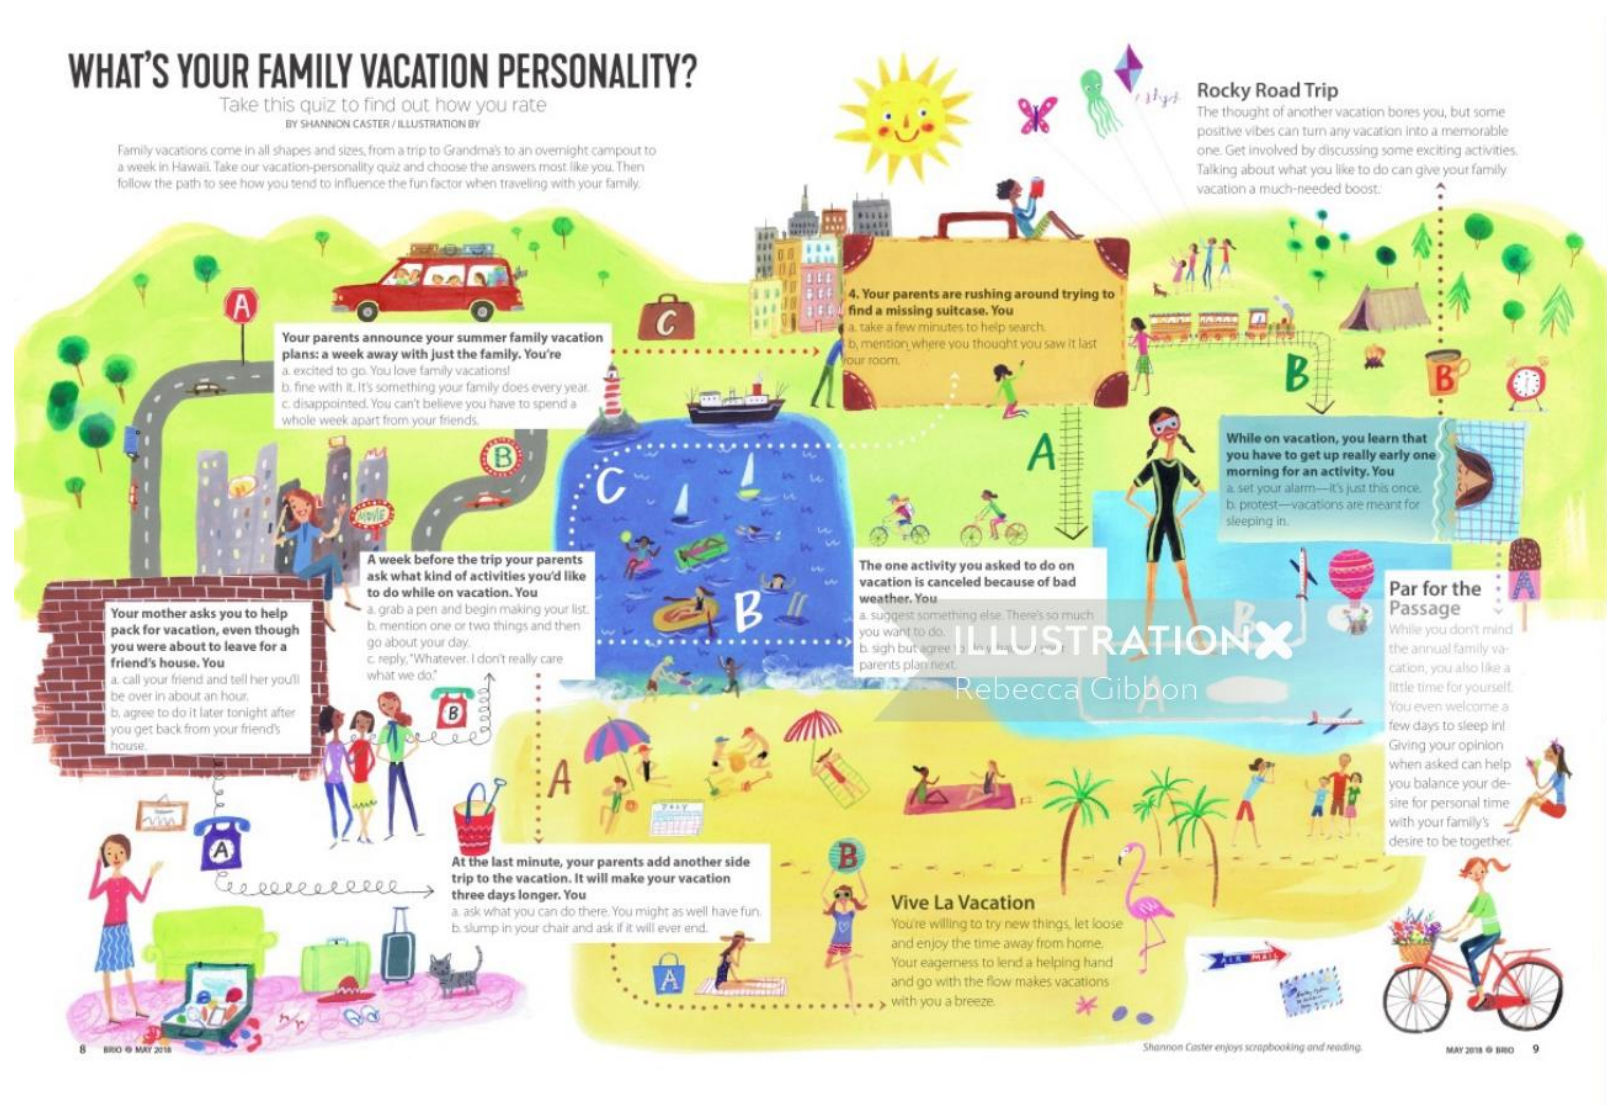 WHAT'S YOUR FAMILY VACATION PERSONALITY?
Take this quiz to find out how you rate
BY SHANNON CASTER / ILLUSTRATION BY
Family vacations come in all shapes and sizes, from a trip to Grandma's to an overnight campout to
a week in Hawaii. Take our vacation-personality quiz and choose the answers most like you. Then
follow the path to see how you tend to influence the fun factor when traveling with your family.
A
Your parents announce your summer family vacation
plans: a week away with just the family. You're
a. excited to go. You love family vacations!
b. fine with it. It's something your family does every year.
c. disappointed. You can't believe you have to spend a
whole week apart from your friends.
B
C
MOVIE
A week before the trip your parents
ask what kind of activities you'd like
to do while on vacation. You
a. grab a pen and begin making your list.
b. mention one or two things and then
go about your day.
c. reply, "Whatever. I don't really care
what we do."
Your mother asks you to help
pack for vacation, even though
you were about to leave for a
friend's house. You
a. call your friend and tell her you'll
be over in about an hour.
b. agree to do it later tonight after
you get back from your friend's
house.
B
A
A
C
B
At the last minute, your parents add another side
trip to the vacation. It will make your vacation
three days longer. You
a. ask what you can do there. You might as well have fun.
b. slump in your chair and ask if it will ever end.
JULY
A
B
4. Your parents are rushing around trying to
find a missing suitcase. You
a. take a few minutes to help search.
b, mention where you thought you saw it last
your room.
A
B
The one activity you asked to do on
vacation is canceled because of bad
weather. You
a. suggest something else. There's so much
you want to do.
b. sigh but agree to
parents plan next.
A
B
While on vacation, you learn that
you have to get up really early one
morning for an activity. You
a. set your alarm—it's just this once.
b. protest—vacations are meant for
sleeping in.
B
A
Rocky Road Trip
The thought of another vacation bores you, but some
positive vibes can turn any vacation into a memorable
one. Get involved by discussing some exciting activities.
Talking about what you like to do can give your family
vacation a much-needed boost.
Par for the
Passage
While you don't mind
the annual family va-
cation, you also like a
little time for yourself.
You even welcome a
few days to sleep in!
Giving your opinion
when asked can help
you balance your de-
sire for personal time
with your family's
desire to be together.
Vive La Vacation
You're willing to try new things, let loose
and enjoy the time away from home.
Your eagerness to lend a helping hand
and go with the flow makes vacations
with you a breeze.
AIR MAIL
ILLUSTRATIONX
Rebecca Gibbon
8 BRIO MAY 2018
Shannon Caster enjoys scrapbooking and reading.
MAY 2018 BRIO 9